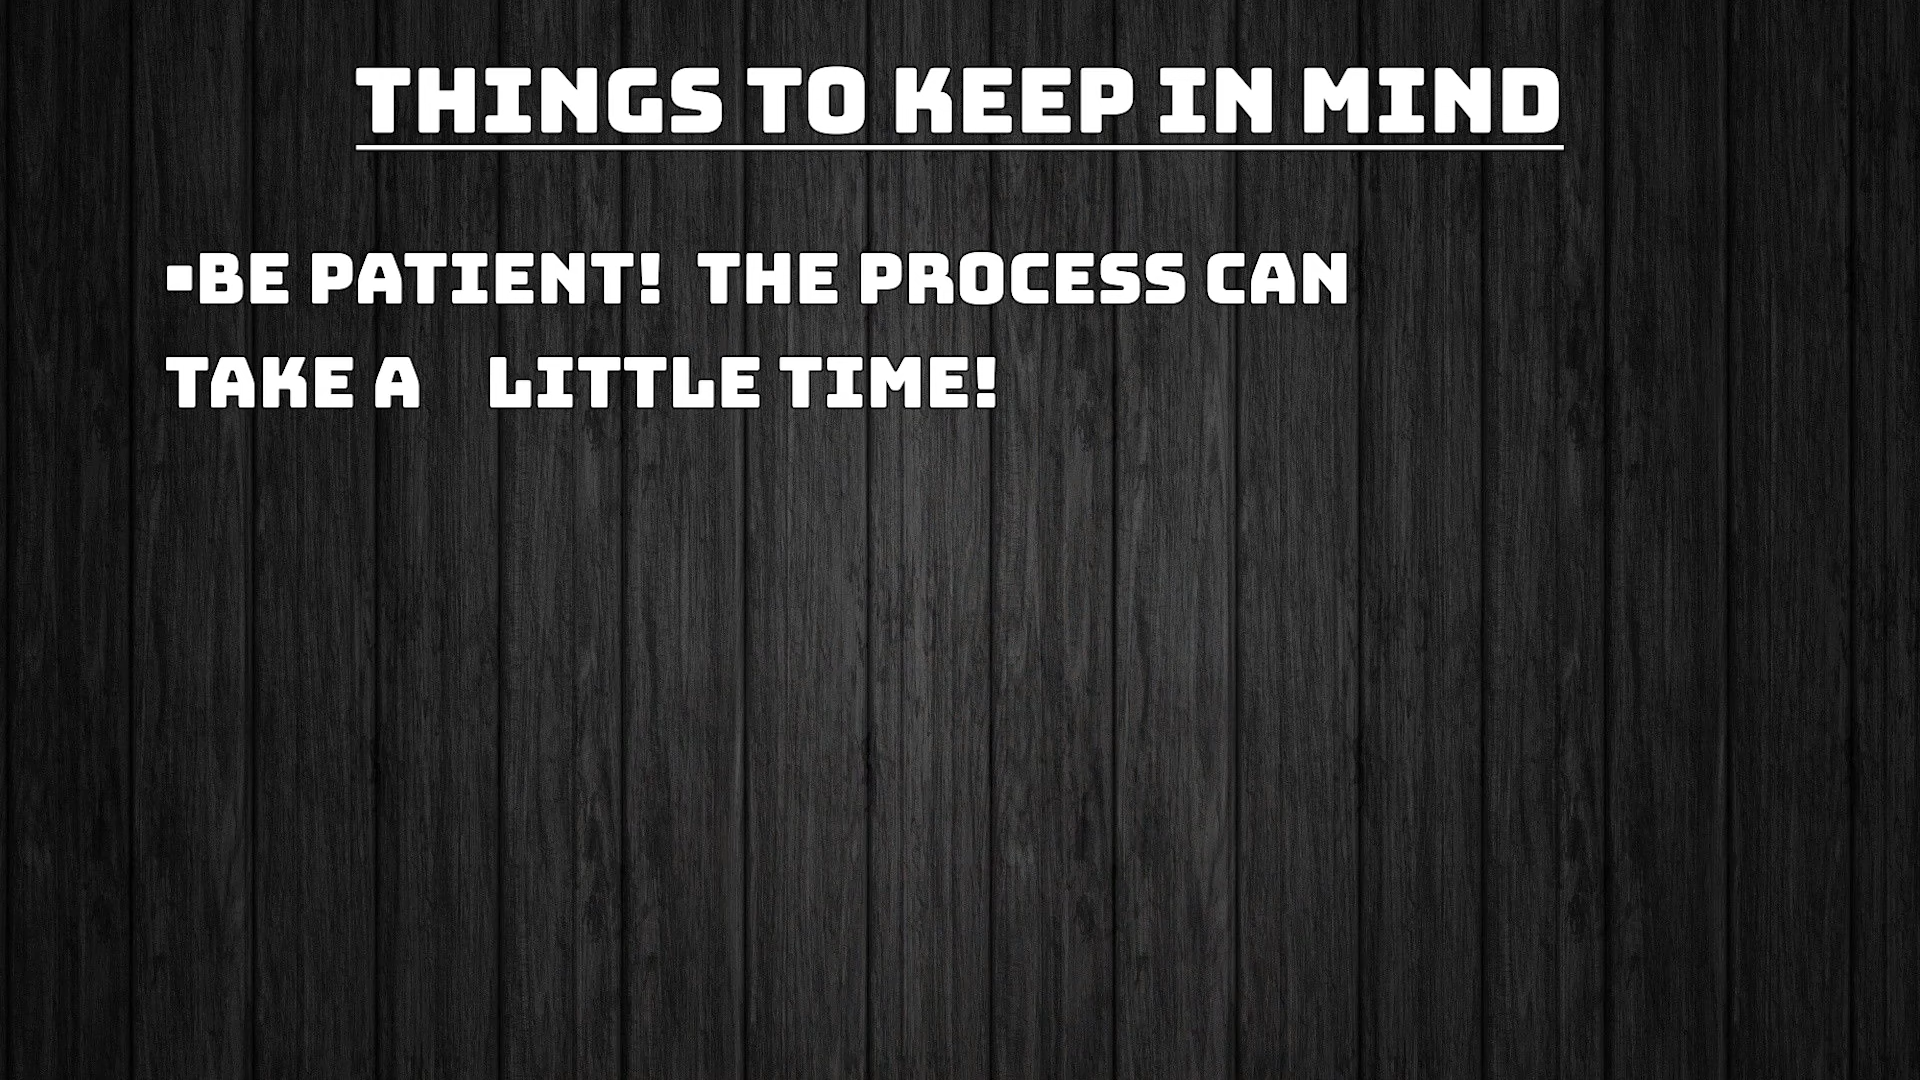 THINGS TO KEEP IN MIND
▪BE PATIENT!  THE PROCESS CAN
TAKE A    LITTLE TIME!